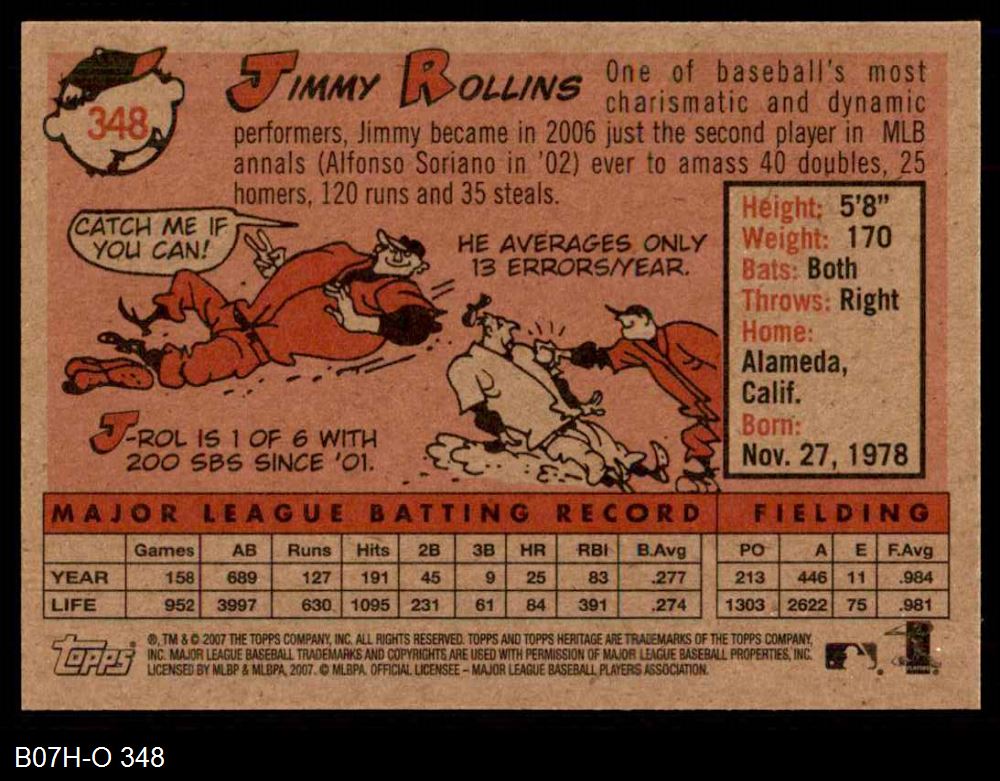 348
JIMMY ROLLINS
One of baseball's most
charismatic and dynamic
performers, Jimmy became in 2006 just the second player in MLB
annals (Alfonso Soriano in '02) ever to amass 40 doubles, 25
homers, 120 runs and 35 steals.
CATCH ME IF
YOU CAN!
HE AVERAGES ONLY
13 ERRORS/YEAR.
J-ROL IS 1 OF 6 WITH
200 SBS SINCE '01.
Height: 5'8"
Weight: 170
Bats: Both
Throws: Right
Home:
Alameda,
Calif.
Born:
Nov. 27, 1978
MAJOR LEAGUE BATTING RECORD FIELDING
Games AB Runs Hits 2B 3B HR RBI B.Avg PO A E F.Avg
YEAR 158 689 127 191 45 9 25 83 .277 213 446 11 .984
LIFE 952 3997 630 1095 231 61 84 391 .274 1303 2622 75 .981
Topps
®, TM & © 2007 THE TOPPS COMPANY, INC. ALL RIGHTS RESERVED. TOPPS AND TOPPS HERITAGE ARE TRADEMARKS OF THE TOPPS COMPANY,
INC. MAJOR LEAGUE BASEBALL TRADEMARKS AND COPYRIGHTS ARE USED WITH PERMISSION OF MAJOR LEAGUE BASEBALL PROPERTIES, INC.
LICENSED BY MLBP & MLBPA, 2007. © MLBPA. OFFICIAL LICENSEE – MAJOR LEAGUE BASEBALL PLAYERS ASSOCIATION.
B07H-O 348